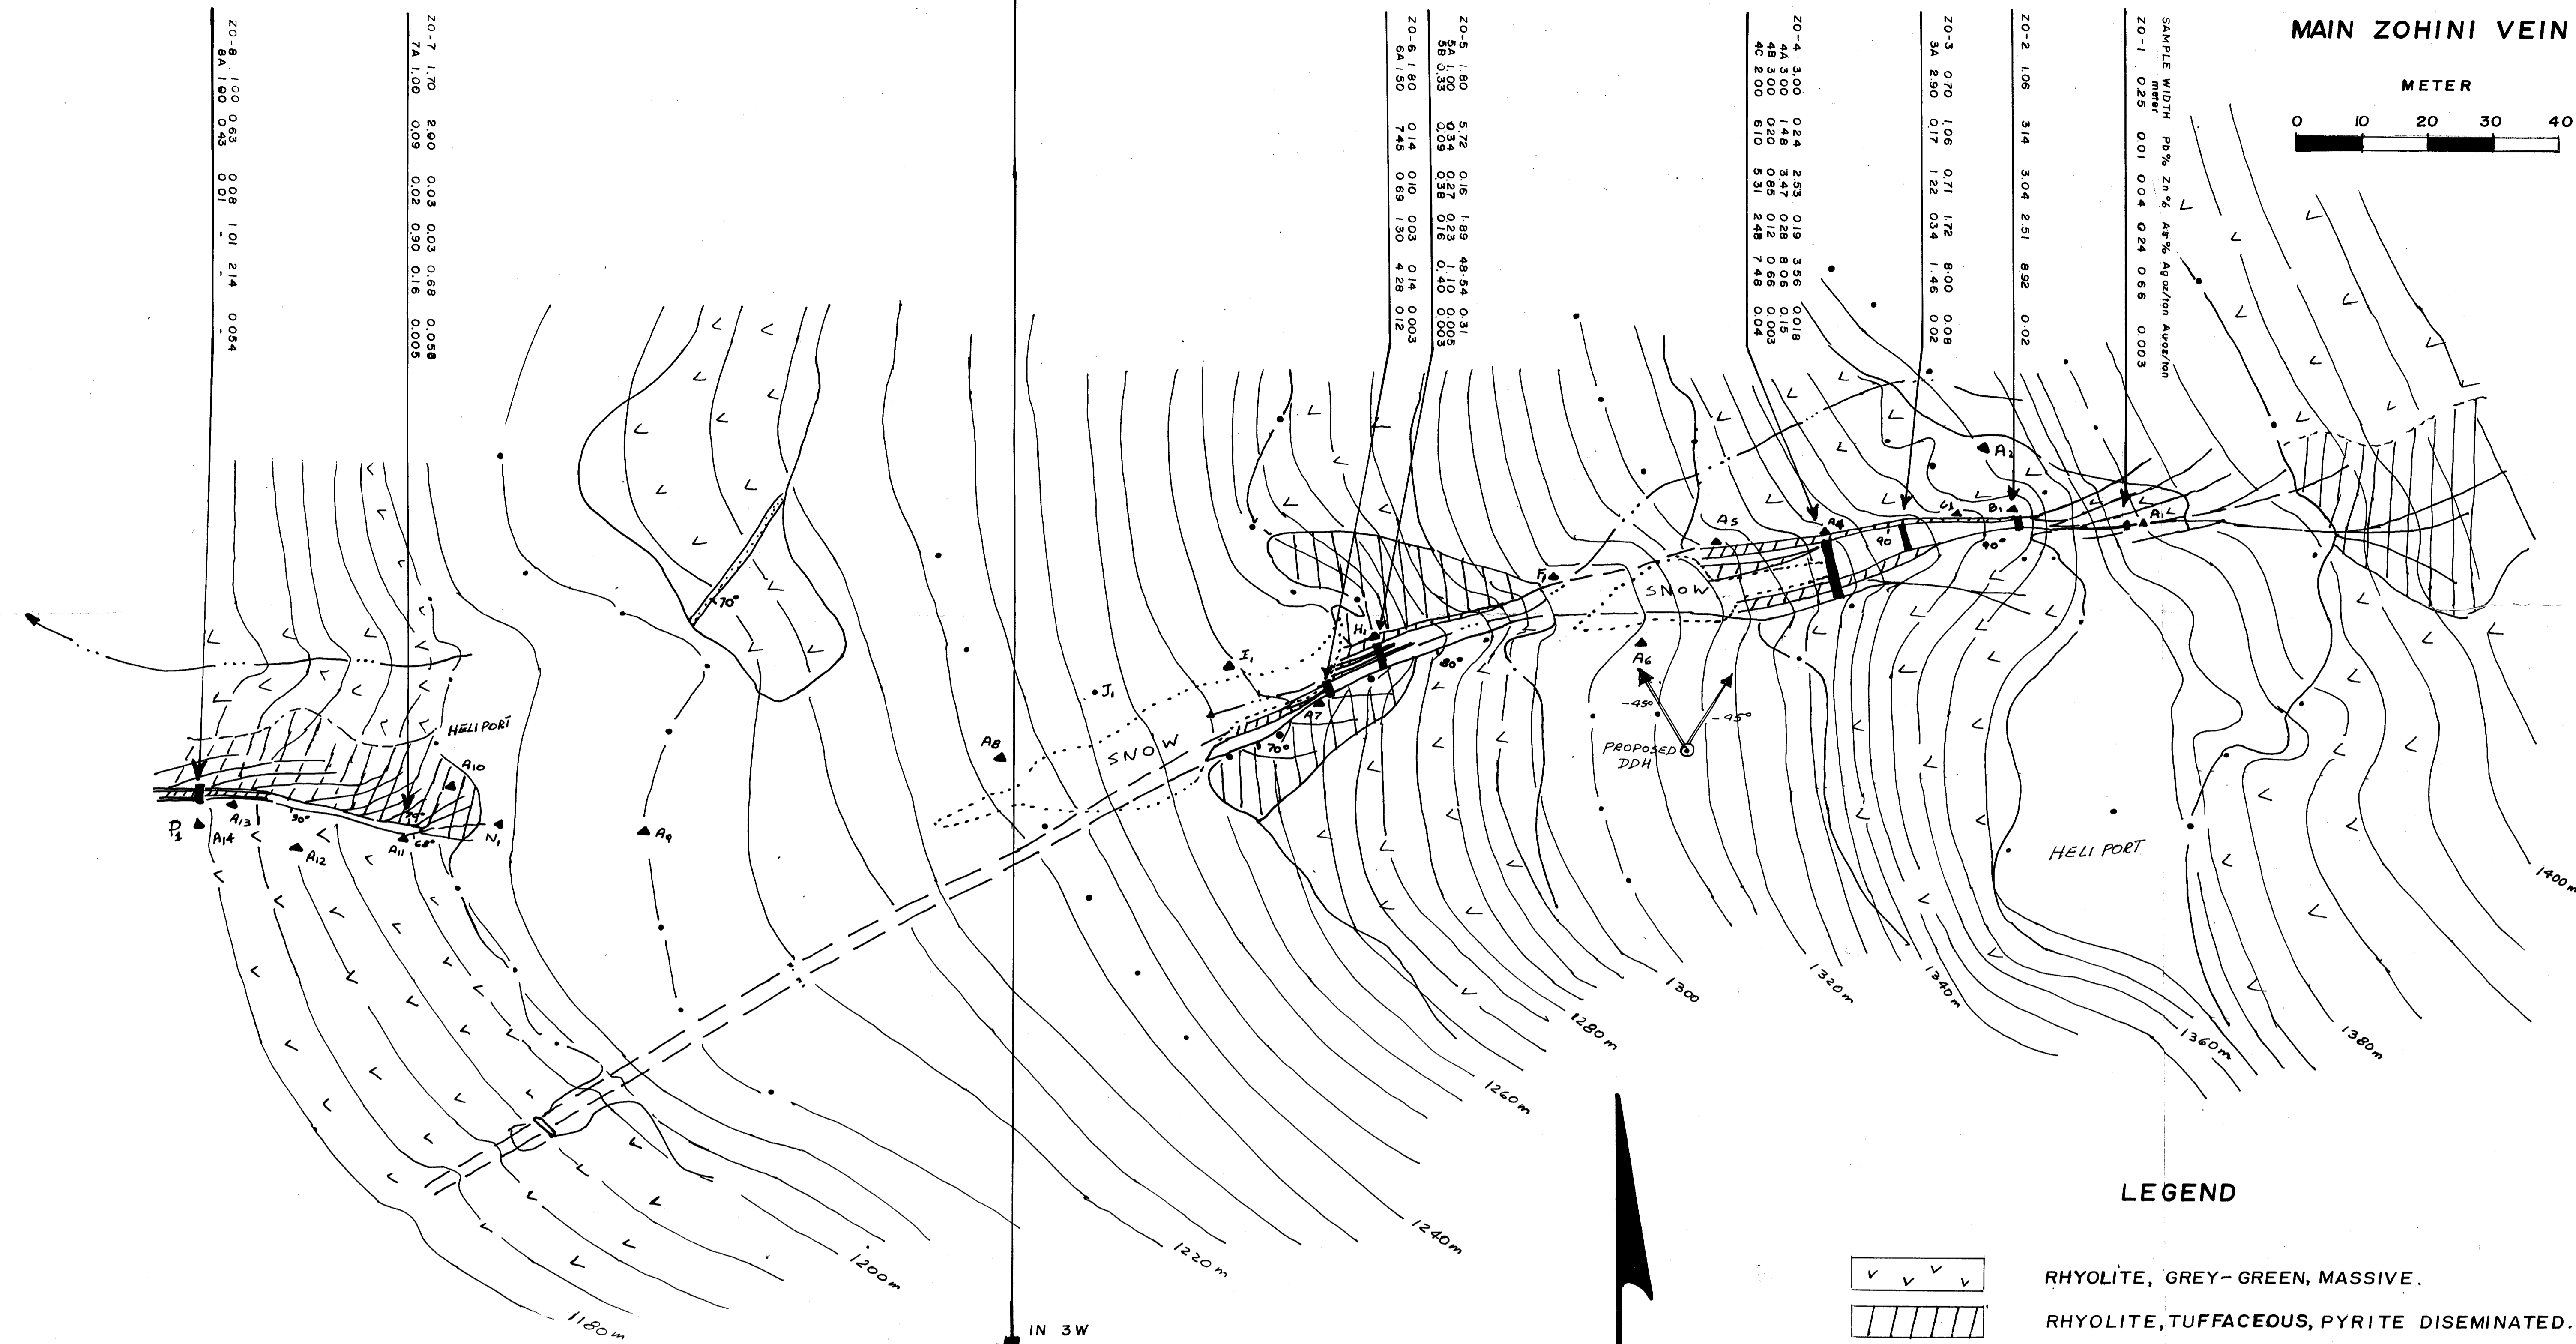 MAIN ZOHINI VEIN
METER
0 10 20 30 40
SAMPLE WIDTH Pb% Zn% As% Ag oz/ton Au oz/ton
meter
ZO-1 0.25 0.01 0.04 0.24 0.66 0.003
ZO-2 1.06 3.14 3.04 2.51 8.92 0.02
ZO-3 0.70 1.06 0.71 1.72 8.00 0.08
3A 2.90 0.17 1.22 0.34 1.46 0.02
ZO-4 3.00 0.24 2.53 0.19 3.56 0.018
4A 3.00 1.48 3.47 0.28 8.06 0.15
4B 3.00 0.20 0.85 0.12 0.66 0.003
4C 2.00 6.10 5.31 2.48 7.48 0.04
ZO-5 1.80 5.72 0.16 1.89 48.54 0.31
5A 1.00 0.34 0.27 0.23 1.10 0.005
5B 0.33 0.09 0.38 0.16 0.40 0.003
ZO-6 1.80 0.14 0.10 0.03 0.14 0.003
6A 1.50 7.45 0.69 1.30 4.28 0.12
ZO-7 1.70 2.90 0.03 0.03 0.68 0.058
7A 1.00 0.09 0.02 0.90 0.16 0.005
ZO-8 1.00 0.63 0.08 1.01 2.14 0.054
8A 1.90 0.43 0.01 - - -
A2
A5
A4
B1
A1
90
90°
F1
SNOW
A6
-45°
-45°
PROPOSED
DDH
H1
80°
I1
J1
A7
70°
A8
SNOW
70°
A9
HELIPORT
A10
A13
90°
P1
A14
A12
A11
68°
N1
HELIPORT
1400m
1380m
1360m
1340m
1320m
1300
1280m
1260m
1240m
1220m
1200m
1180m
IN 3W
LEGEND
RHYOLITE, GREY-GREEN, MASSIVE.
RHYOLITE, TUFFACEOUS, PYRITE DISEMINATED.